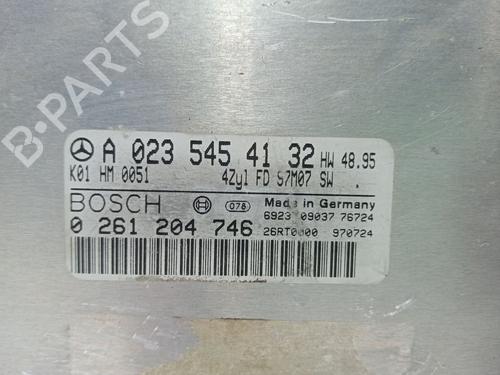 A 023 545 41 32 HW 48.95
K01 HM 0051 4Zyl FD 97M07 SW .
BOSCH 078 Made in Germany
6923 09037 76724
0 261 204 746 26RT0000 970724
B-PARTS